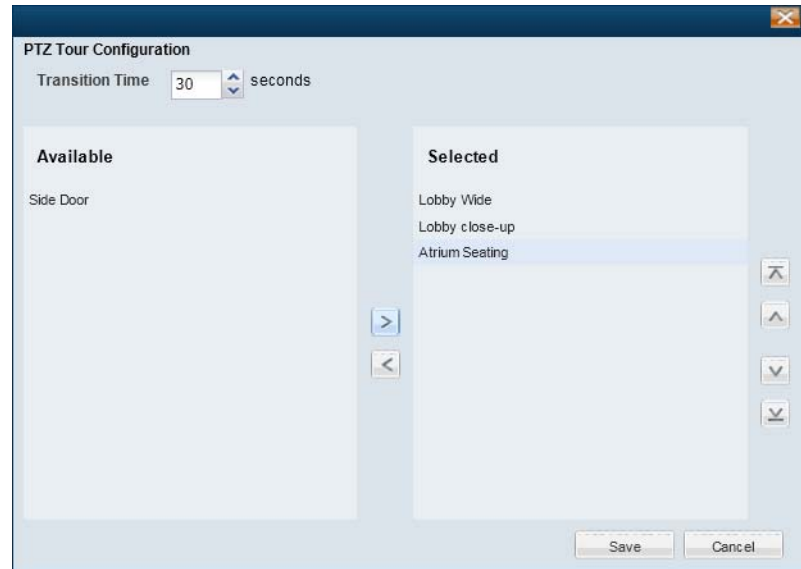 PTZ Tour Configuration
Transition Time 30 seconds
Available
Side Door
Selected
Lobby Wide
Lobby close-up
Atrium Seating
> 
<
Save Cancel